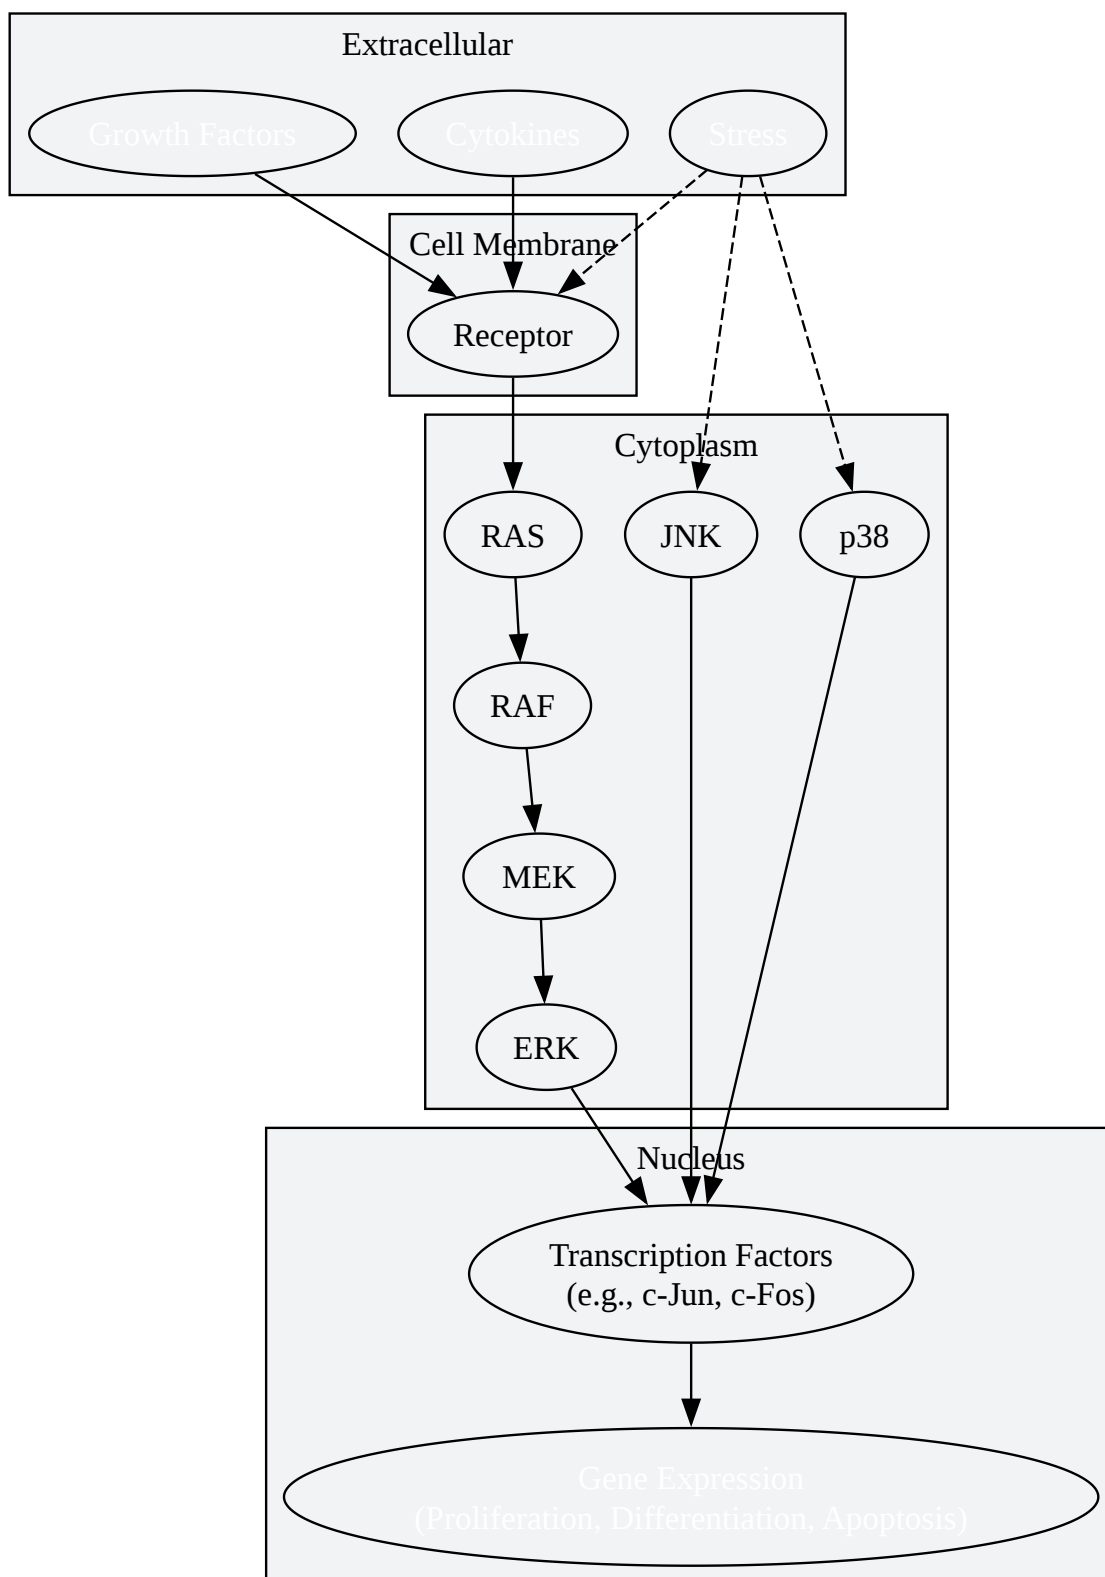 Extracellular
Growth Factors
Cytokines
Stress
Cell Membrane
Receptor
Cytoplasm
RAS
JNK
p38
RAF
MEK
ERK
Nucleus
Transcription Factors
(e.g., c-Jun, c-Fos)
Gene Expression
(Proliferation, Differentiation, Apoptosis)